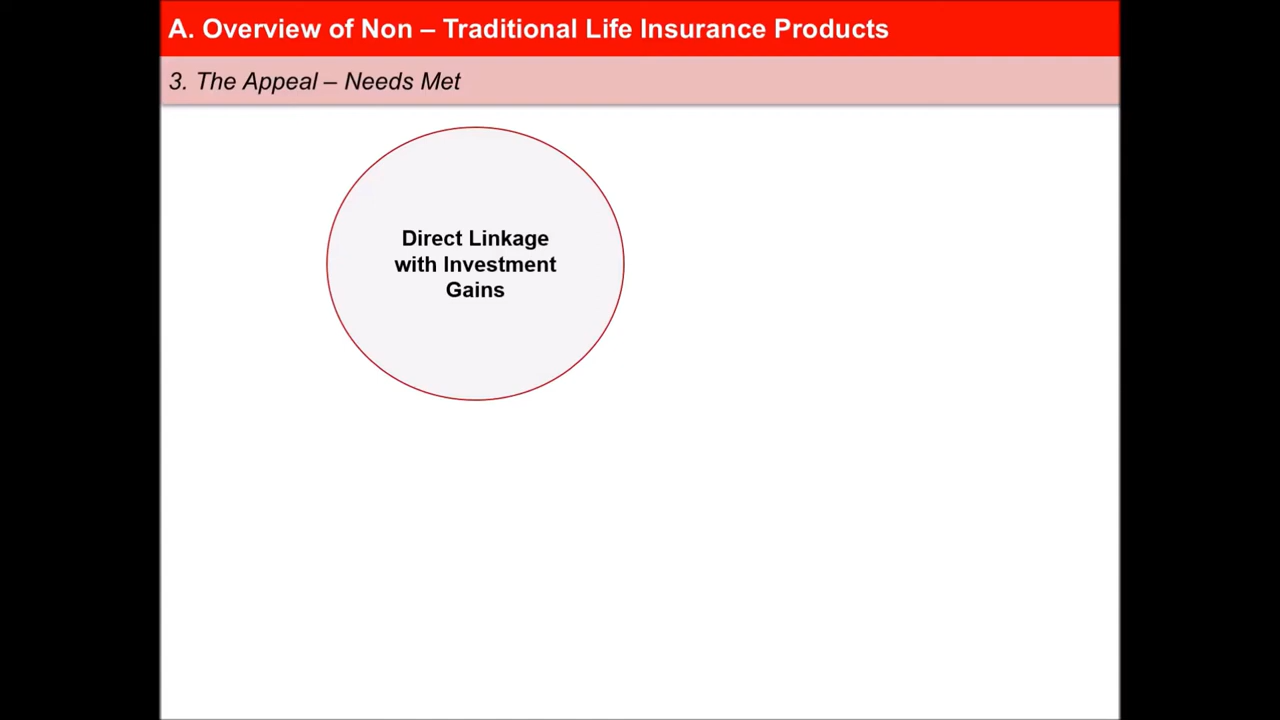 A. Overview of Non – Traditional Life Insurance Products
3. The Appeal – Needs Met
Direct Linkage
with Investment
Gains